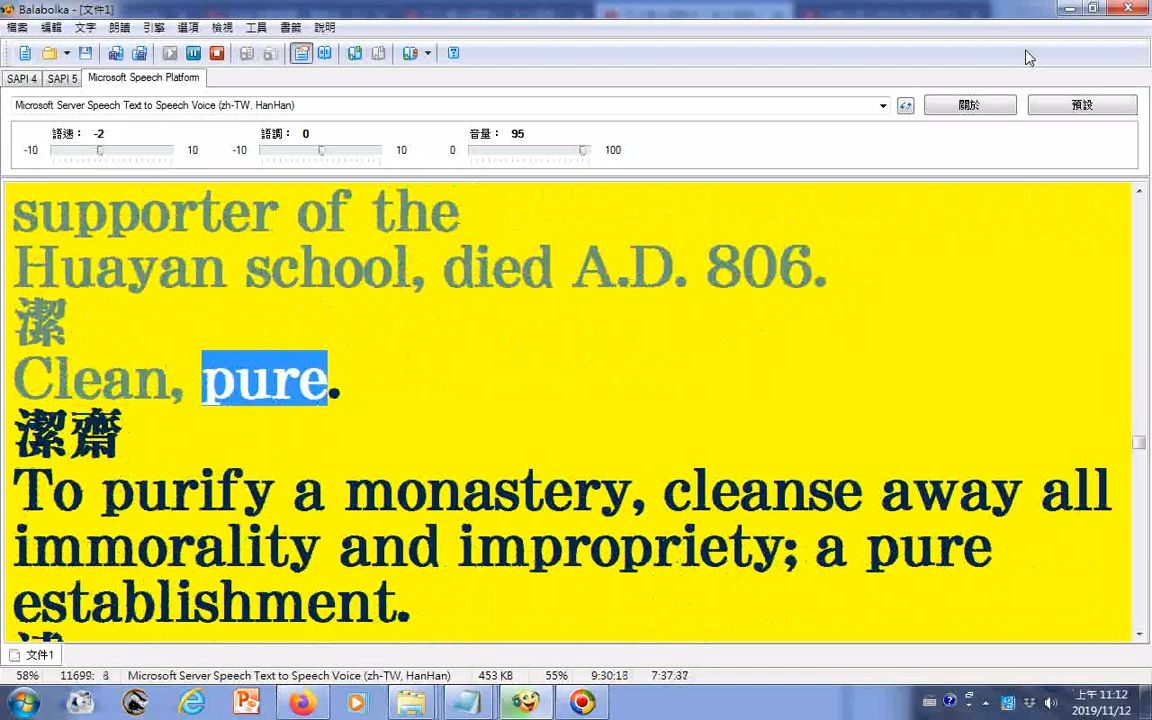 Balabolka - [文件1]
檔案 編輯 文字 朗讀 引擎 選項 檢視 工具 書籤 說明
SAPI 4 SAPI 5 Microsoft Speech Platform
Microsoft Server Speech Text to Speech Voice (zh-TW, HanHan) 關於 預設
語速： -2 語調： 0 音量： 95
-10 10 -10 10 0 100
supporter of the
Huayan school, died A.D. 806.
潔
Clean, pure.
潔齋
To purify a monastery, cleanse away all
immorality and impropriety; a pure
establishment.
文件1
58% 11699: 8 Microsoft Server Speech Text to Speech Voice (zh-TW, HanHan) 453 KB 55% 9:30:13 7:37:37
上午 11:12
2019/11/12